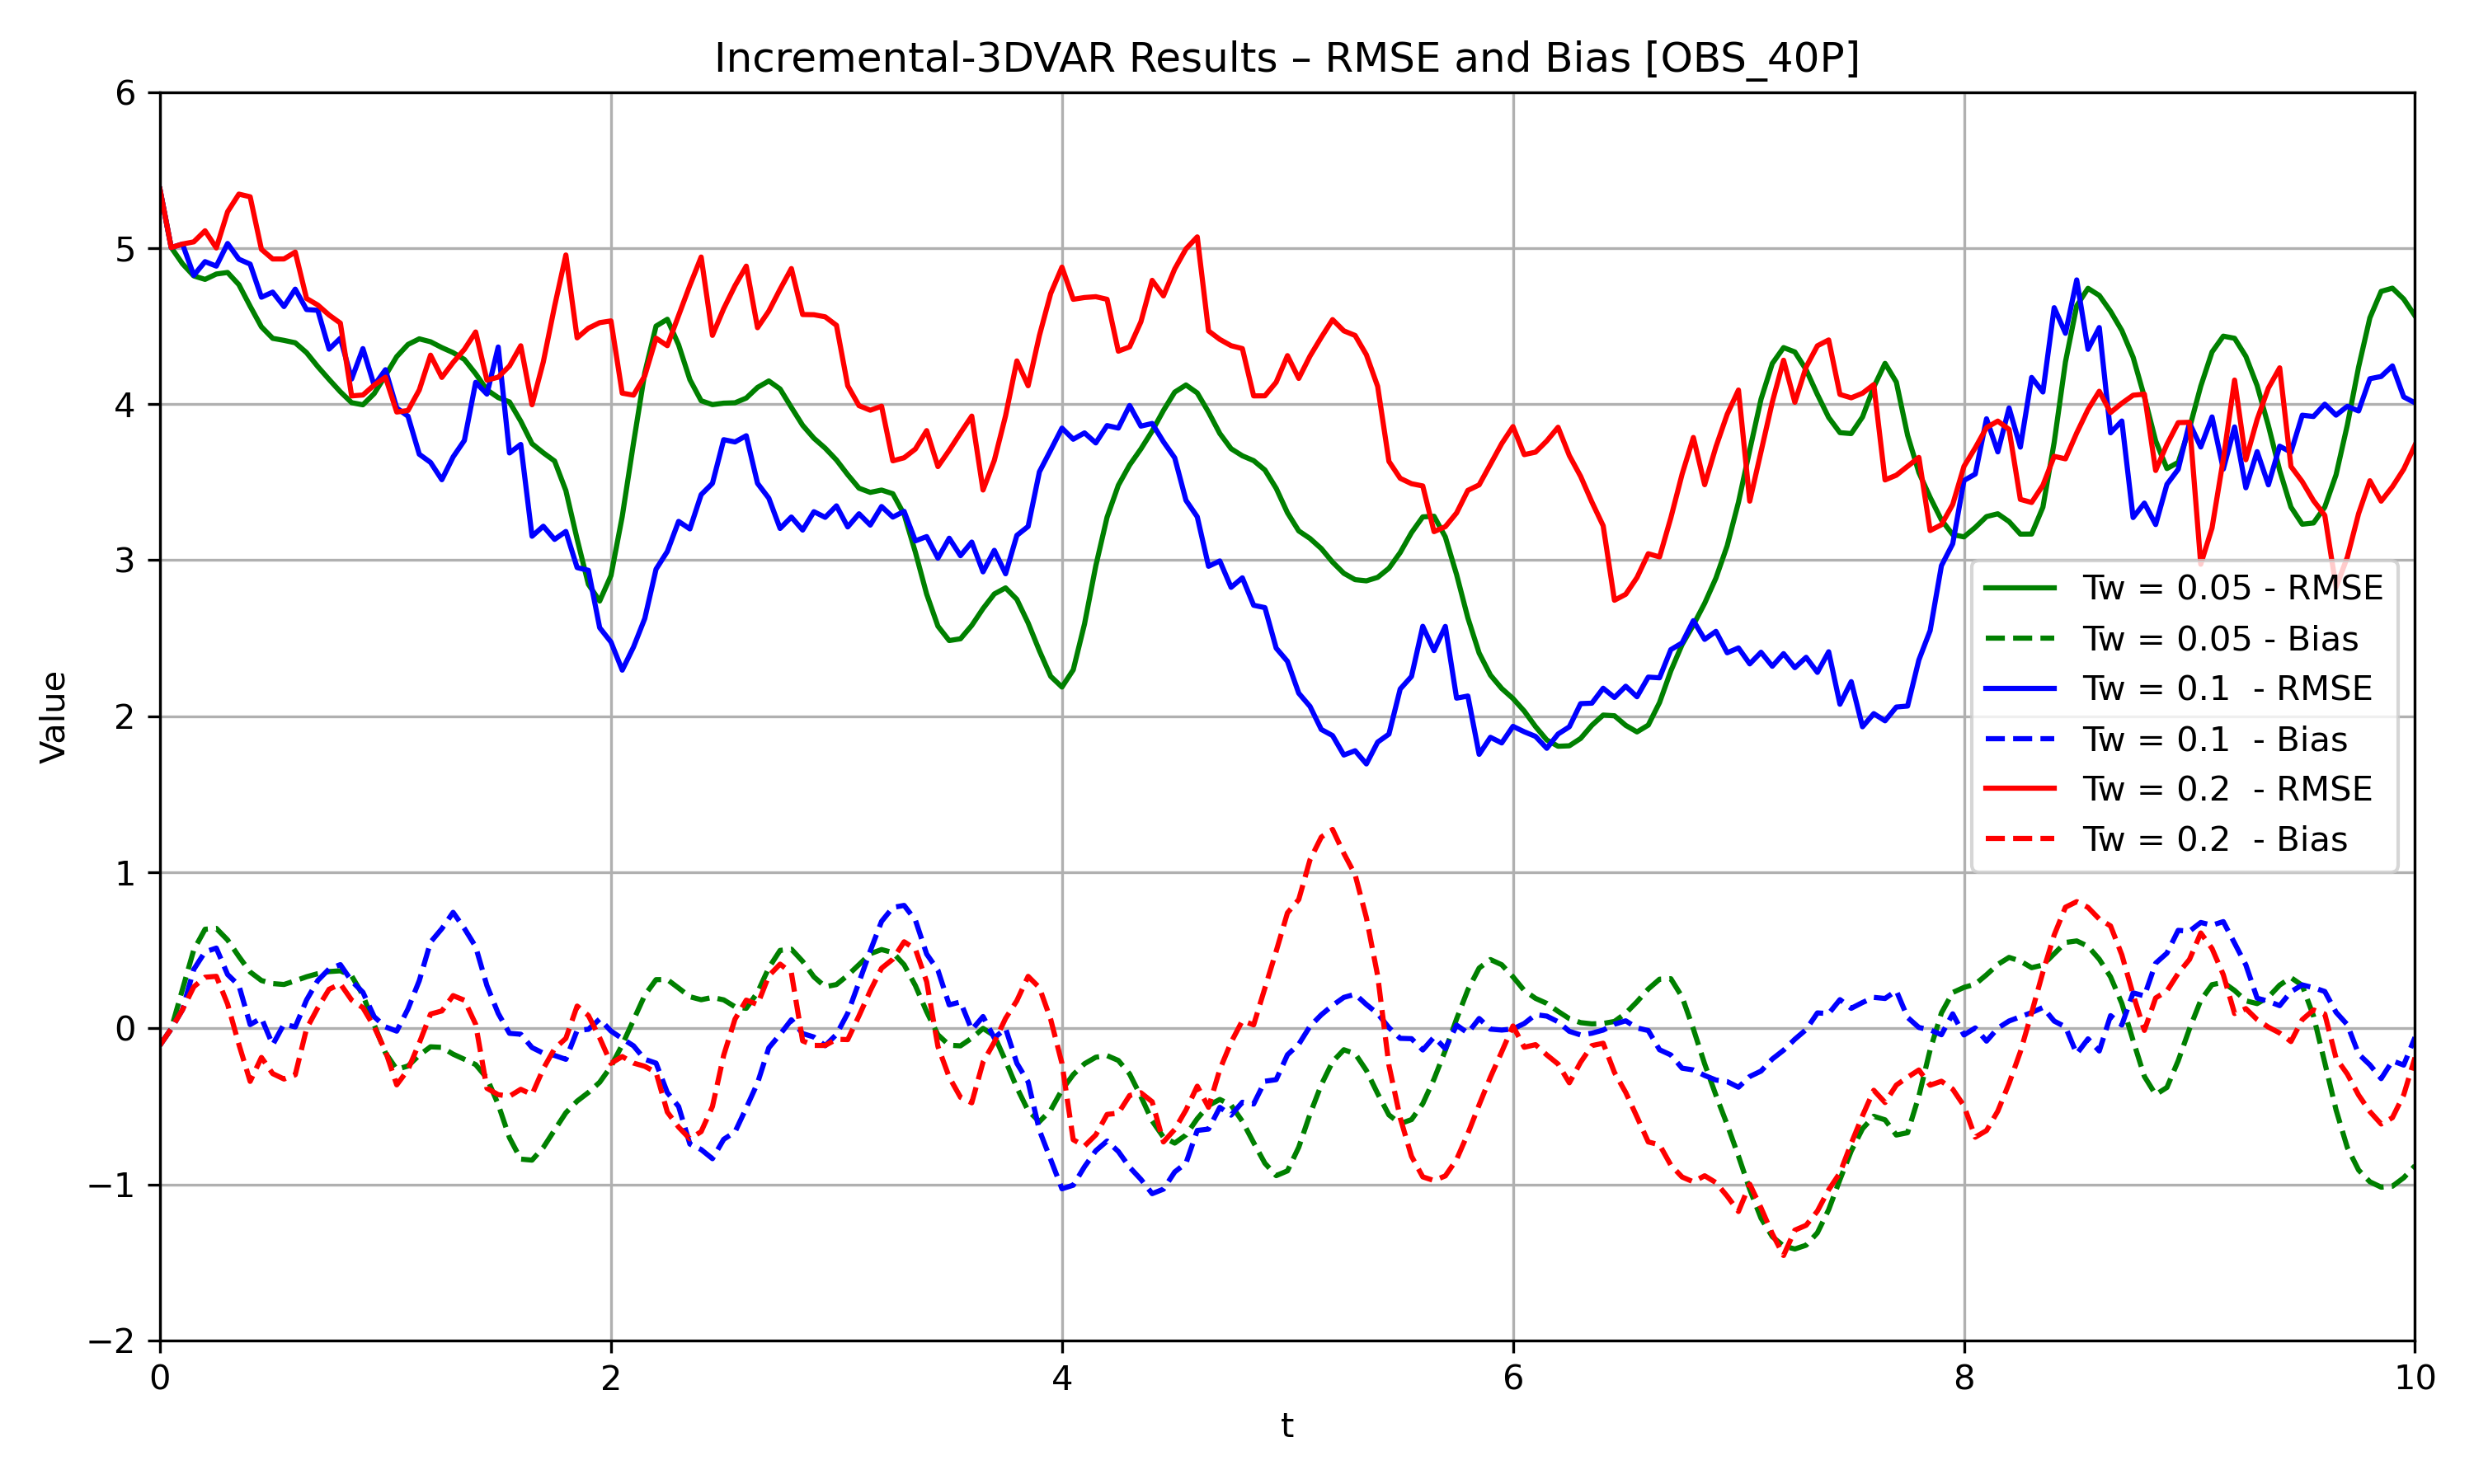 Incremental-3DVAR Results – RMSE and Bias [OBS_40P]
6
5
4
3
2
1
0
−1
−2
Value
0 2 4 6 8 10
t
Tw = 0.05 - RMSE
Tw = 0.05 - Bias
Tw = 0.1  - RMSE
Tw = 0.1  - Bias
Tw = 0.2  - RMSE
Tw = 0.2  - Bias